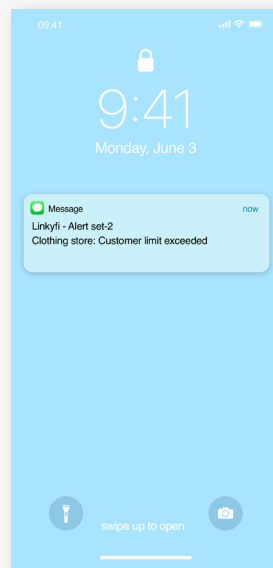 09:41
9:41
Monday, June 3
Message now
Linkyfi - Alert set-2
Clothing store: Customer limit exceeded
swipe up to open